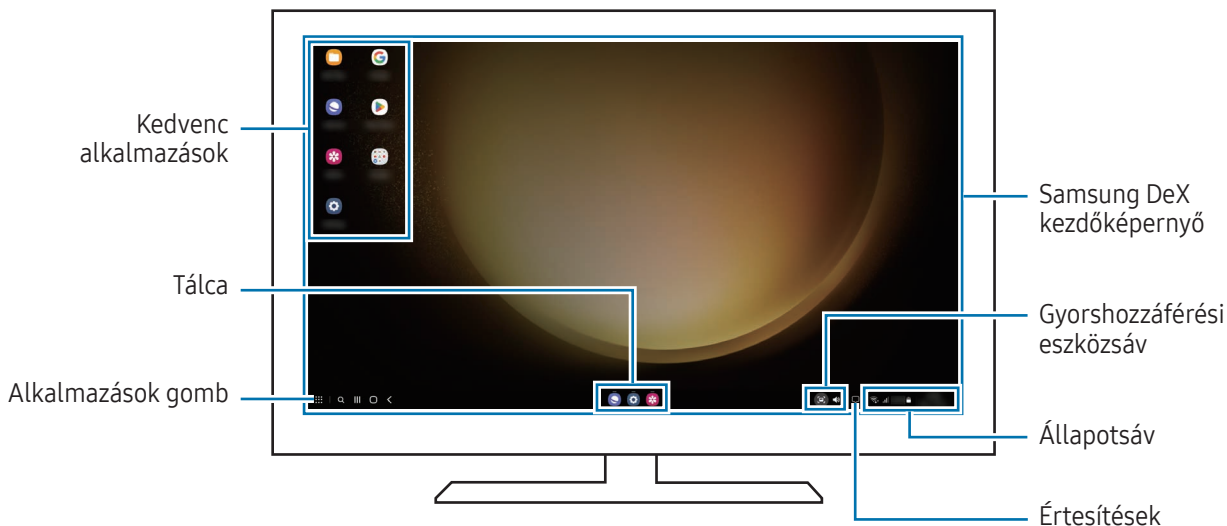 Kedvenc
alkalmazások
Tálca
Alkalmazások gomb
Samsung DeX
kezdőképernyő
Gyorshozzáférési
eszközsáv
Állapotsáv
Értesítések